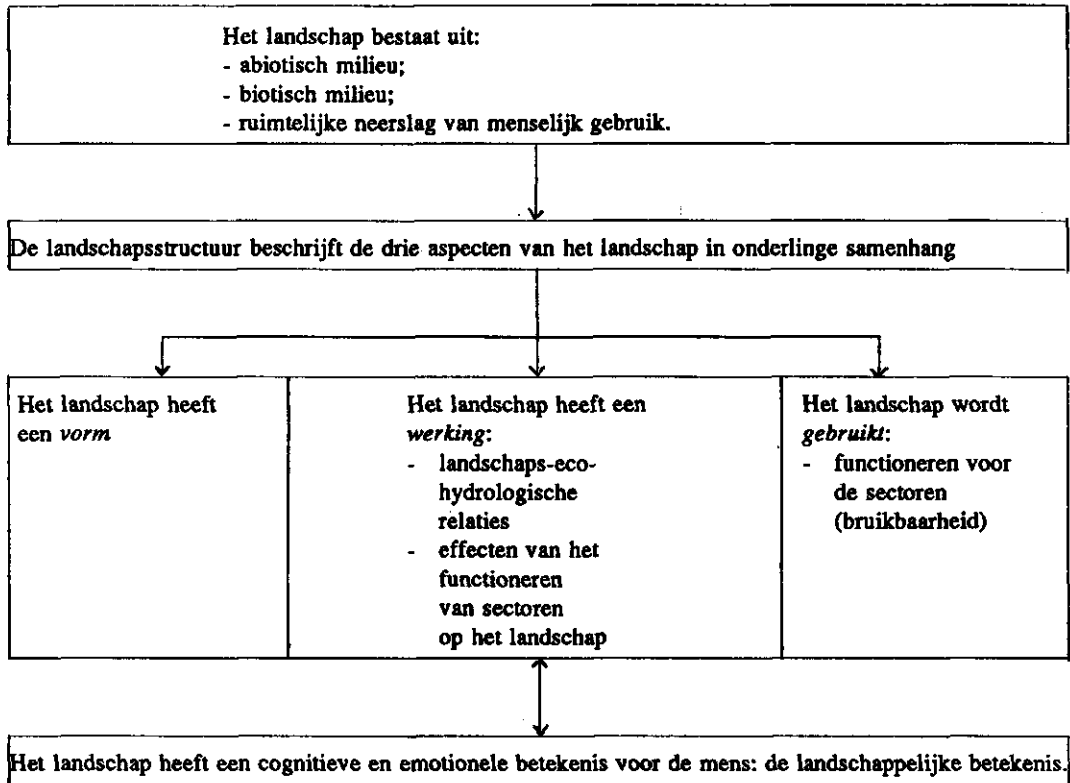 Het landschap bestaat uit:
- abiotisch milieu;
- biotisch milieu;
- ruimtelijke neerslag van menselijk gebruik.
De landschapsstructuur beschrijft de drie aspecten van het landschap in onderlinge samenhang
Het landschap heeft
een vorm
Het landschap heeft een
werking:
- landschaps-eco-
hydrologische
relaties
- effecten van het
functioneren
van sectoren
op het landschap
Het landschap wordt
gebruikt:
- functioneren voor
de sectoren
(bruikbaarheid)
Het landschap heeft een cognitieve en emotionele betekenis voor de mens: de landschappelijke betekenis.